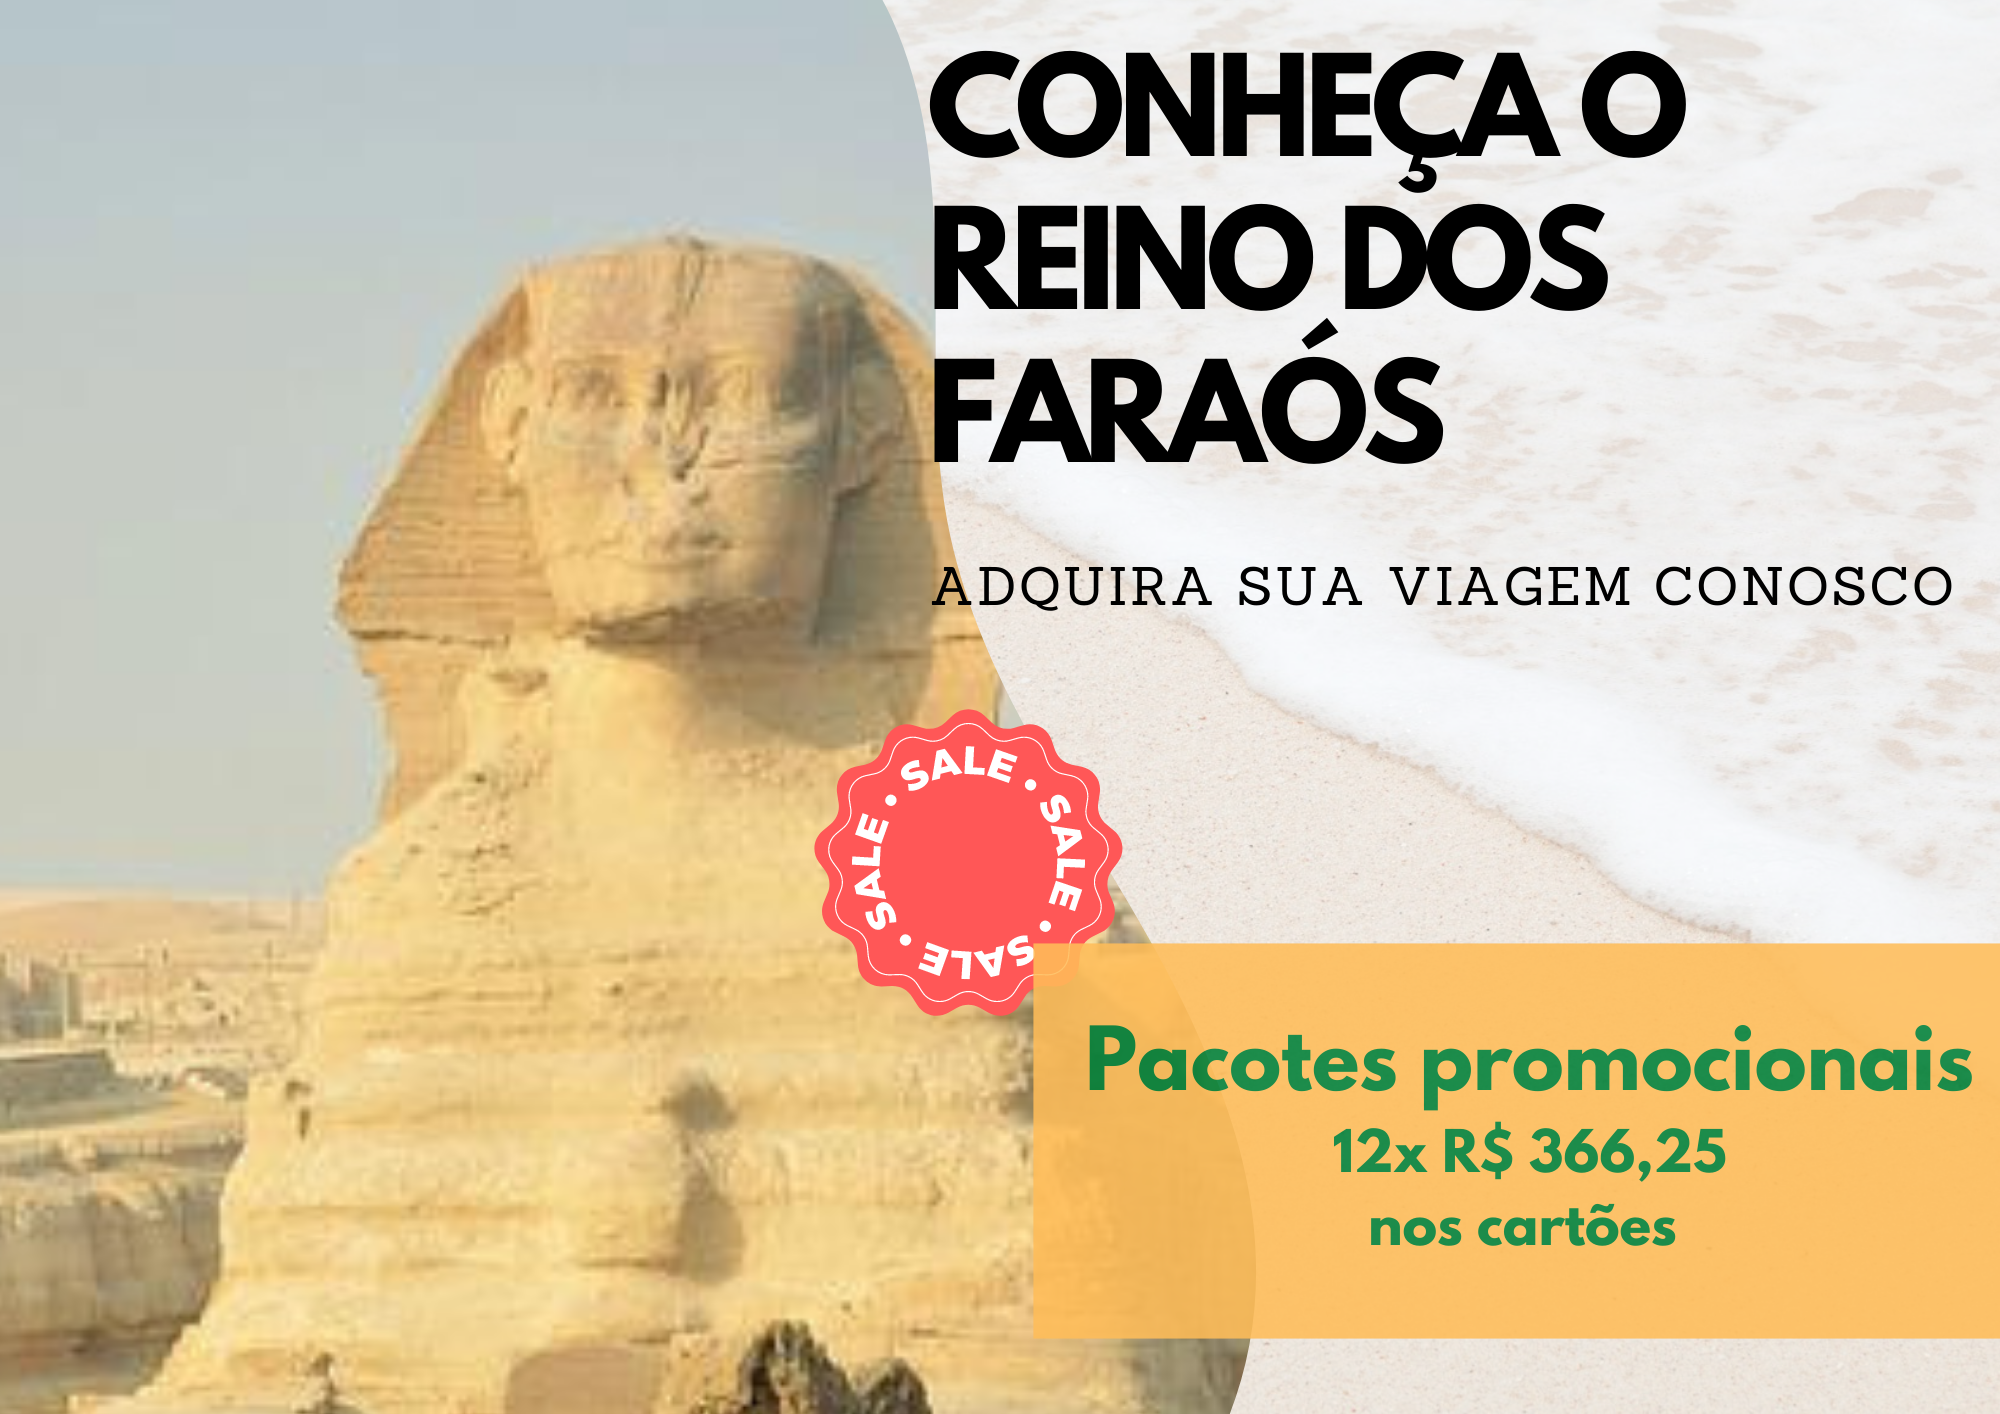 CONHEÇA O
REINO DOS
FARAÓS
ADQUIRA SUA VIAGEM CONOSCO
SALE • SALE • SALE • SALE •
Pacotes promocionais
12x R$ 366,25
nos cartões